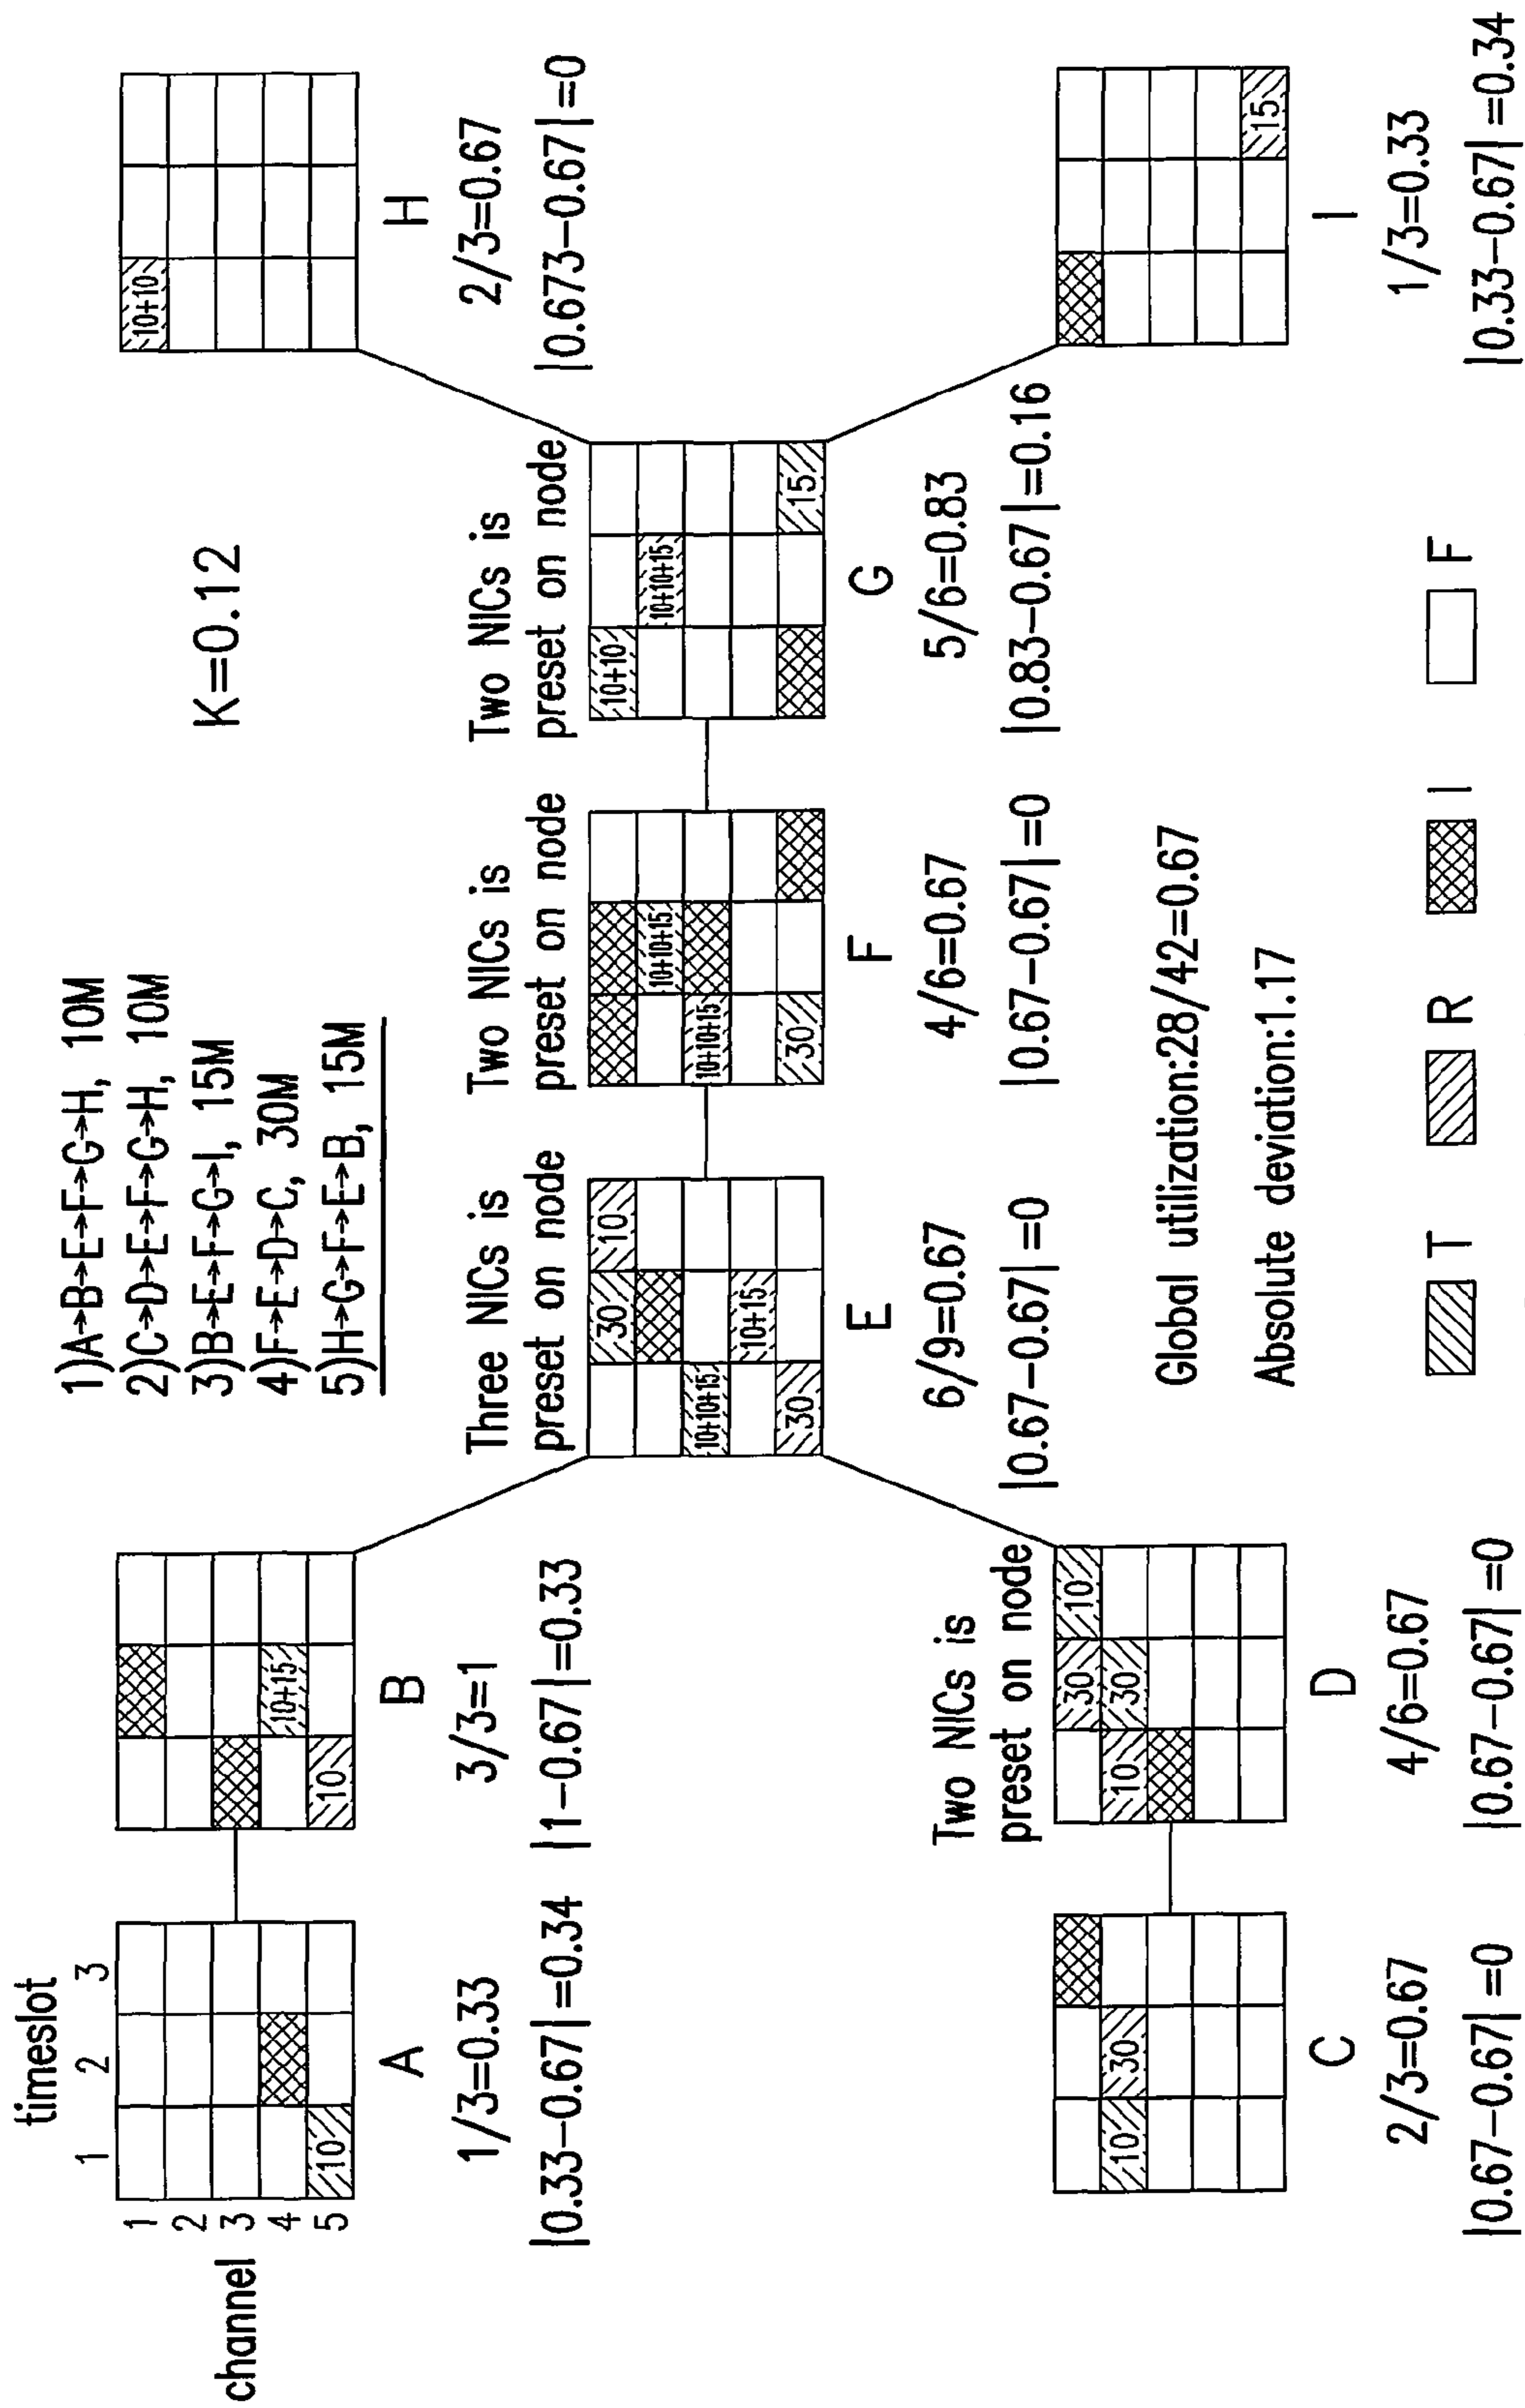 timeslot
1 2 3
channel
1
2
3
4
5
10
A
1/3=0.33
|0.33-0.67|=0.34
10+15
10
B
3/3=1
|1-0.67|=0.33
1)A→B→E→F→G→H, 10M
2)C→D→E→F→G→H, 10M
3)B→E→F→G→I, 15M
4)F→E→D→C, 30M
5)H→G→F→E→B, 15M
K=0.12
10+10
H
2/3=0.67
|0.673-0.67|=0
Three NICs is
preset on node
30 10
10+10+15
10+15
30
E
6/9=0.67
|0.67-0.67|=0
Two NICs is
preset on node
10+10+15
10+10+15
30
F
4/6=0.67
|0.67-0.67|=0
Two NICs is
preset on node
10+10
10+10+15
15
G
5/6=0.83
|0.83-0.67|=0.16
10 30
C
2/3=0.67
|0.67-0.67|=0
Two NICs is
preset on node
30 10
10 30
D
4/6=0.67
|0.67-0.67|=0
15
I
1/3=0.33
|0.33-0.67|=0.34
Global utilization:28/42=0.67
Absolute deviation:1.17
T R I F